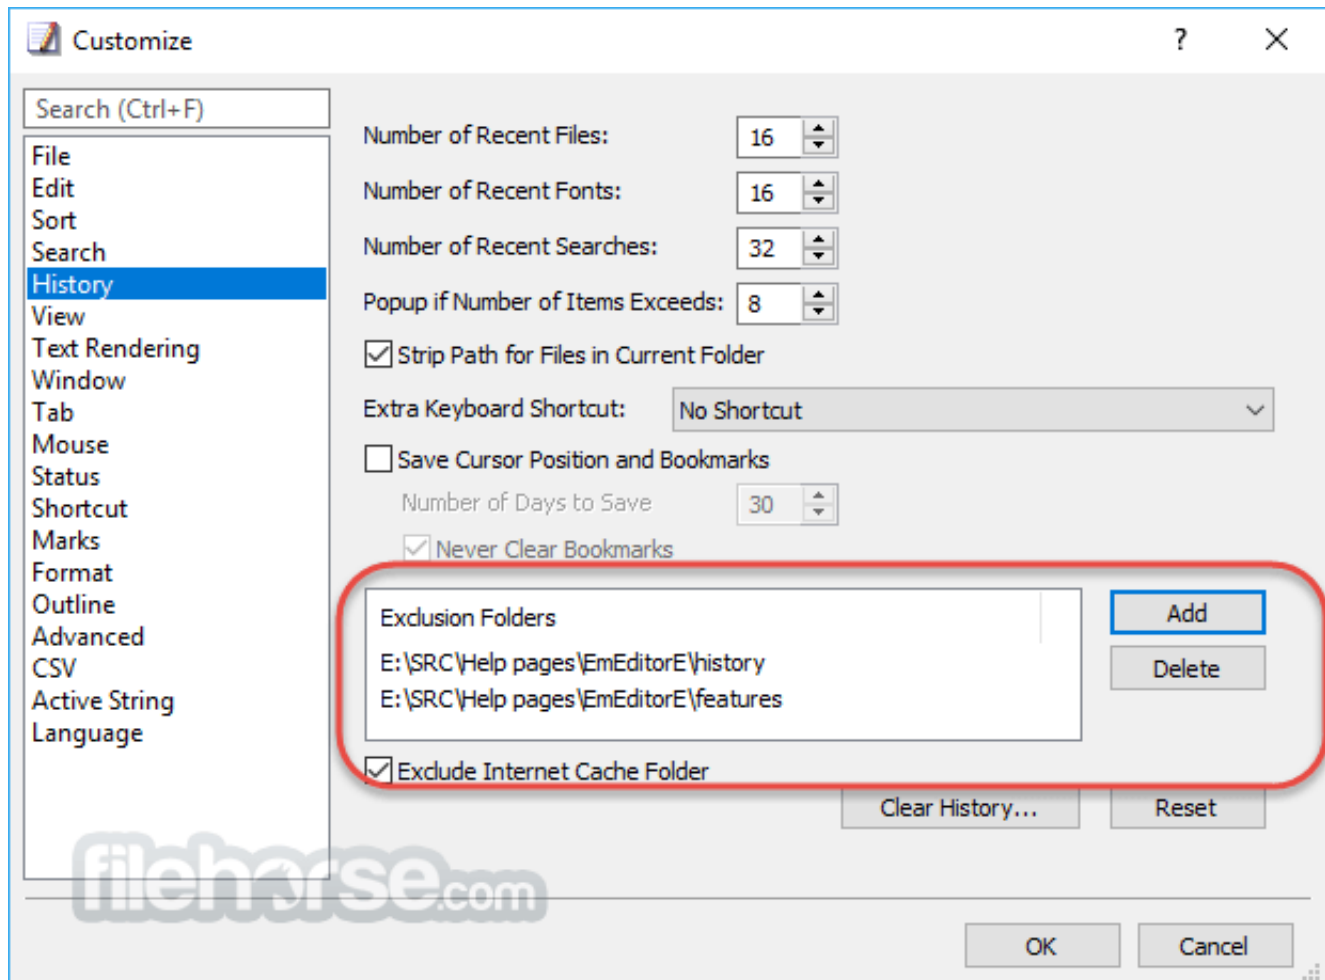 Customize
?
Search (Ctrl+F)
File
Edit
Sort
Search
History
View
Text Rendering
Window
Tab
Mouse
Status
Shortcut
Marks
Format
Outline
Advanced
CSV
Active String
Language
Number of Recent Files: 16
Number of Recent Fonts: 16
Number of Recent Searches: 32
Popup if Number of Items Exceeds: 8
Strip Path for Files in Current Folder
Extra Keyboard Shortcut: No Shortcut
Save Cursor Position and Bookmarks
Number of Days to Save 30
Never Clear Bookmarks
Exclusion Folders
E:\SRC\Help pages\EmEditorE\history
E:\SRC\Help pages\EmEditorE\features
Add
Delete
Exclude Internet Cache Folder
Clear History... Reset
filehorse.com
OK Cancel